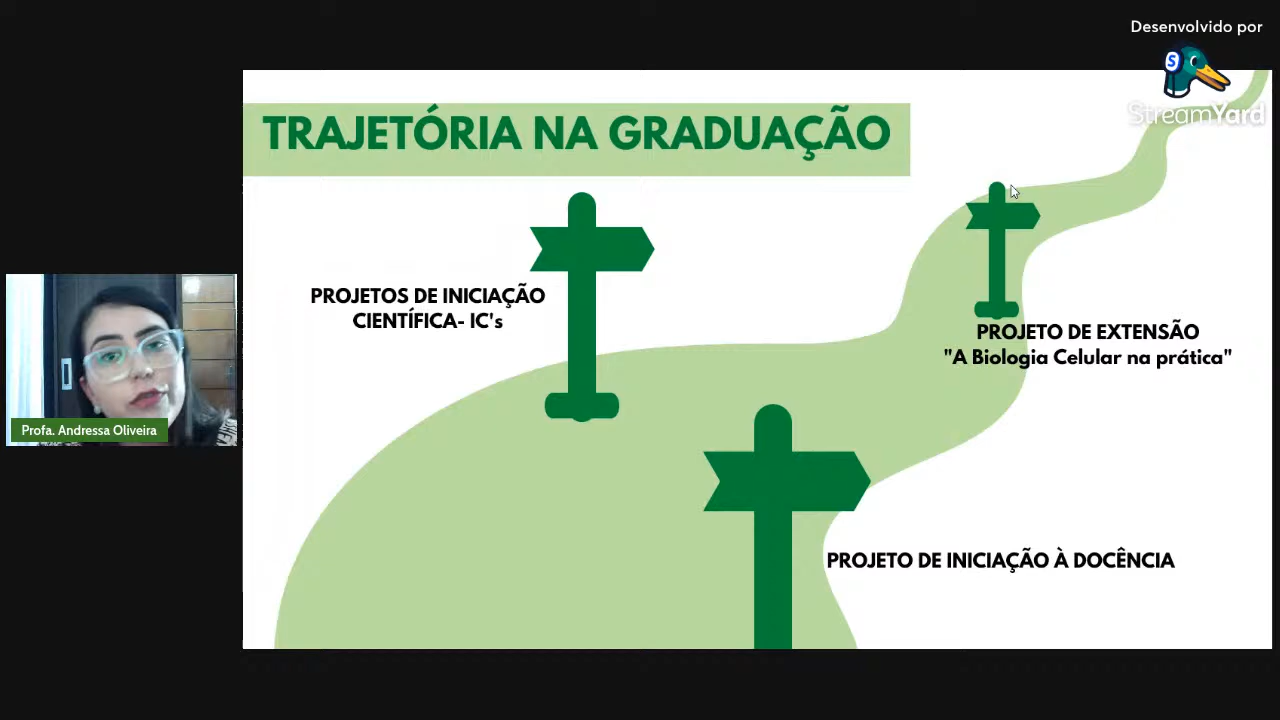 Desenvolvido por
StreamYard
TRAJETÓRIA NA GRADUAÇÃO
PROJETOS DE INICIAÇÃO
CIENTÍFICA- IC's
PROJETO DE EXTENSÃO
"A Biologia Celular na prática"
Profa. Andressa Oliveira
PROJETO DE INICIAÇÃO À DOCÊNCIA